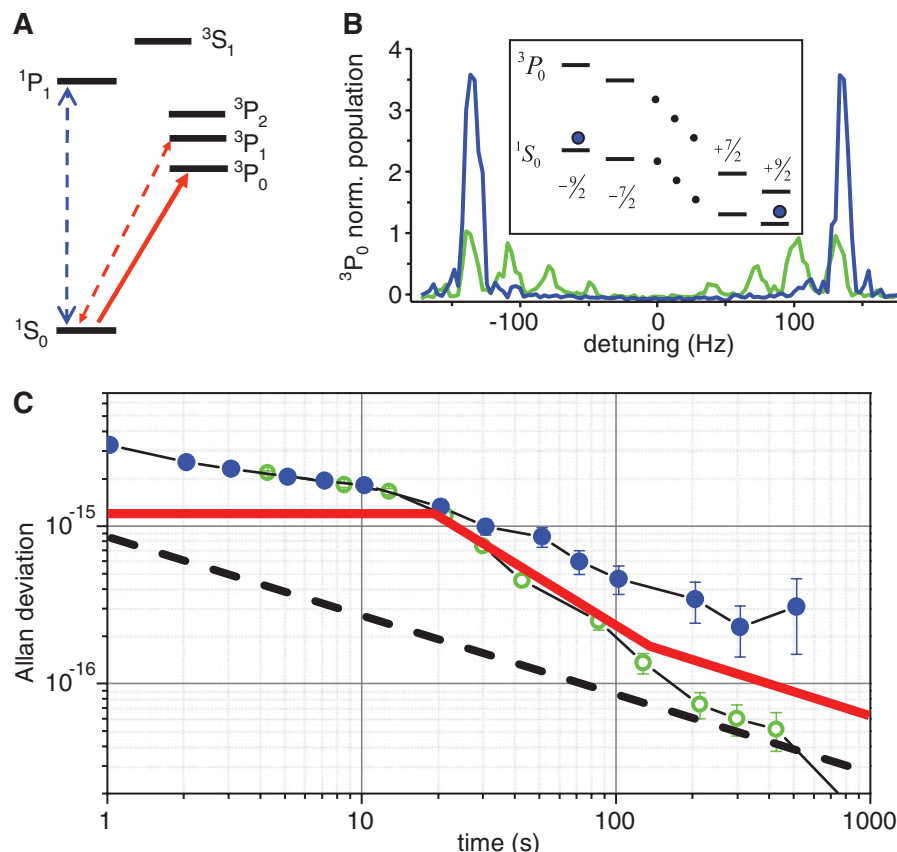 A
³S₁
¹P₁
³P₂
³P₁
³P₀
¹S₀
B
³P₀ norm. population
4
3
2
1
0
³P₀
¹S₀
−9/2
−7/2
+7/2
+9/2
-100
0
100
detuning (Hz)
C
Allan deviation
10⁻¹⁵
10⁻¹⁶
1
10
100
1000
time (s)